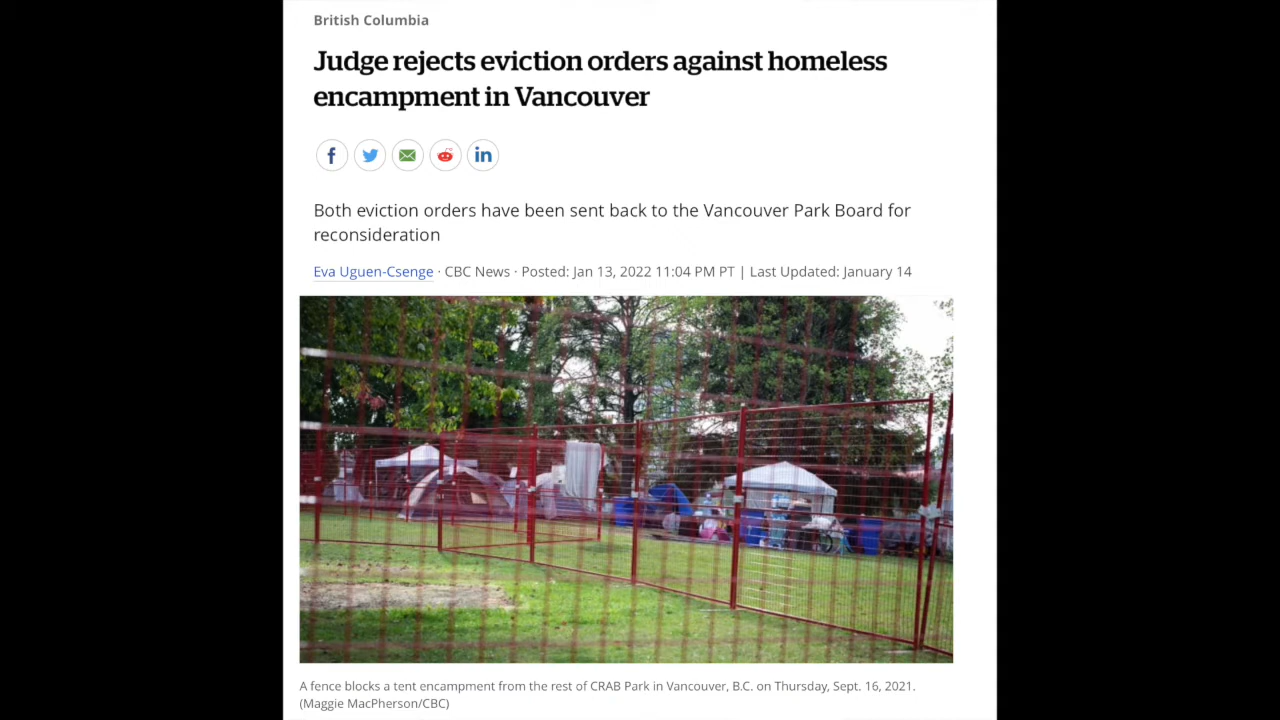 British Columbia
Judge rejects eviction orders against homeless
encampment in Vancouver
Both eviction orders have been sent back to the Vancouver Park Board for
reconsideration
Eva Uguen-Csenge · CBC News · Posted: Jan 13, 2022 11:04 PM PT | Last Updated: January 14
A fence blocks a tent encampment from the rest of CRAB Park in Vancouver, B.C. on Thursday, Sept. 16, 2021.
(Maggie MacPherson/CBC)